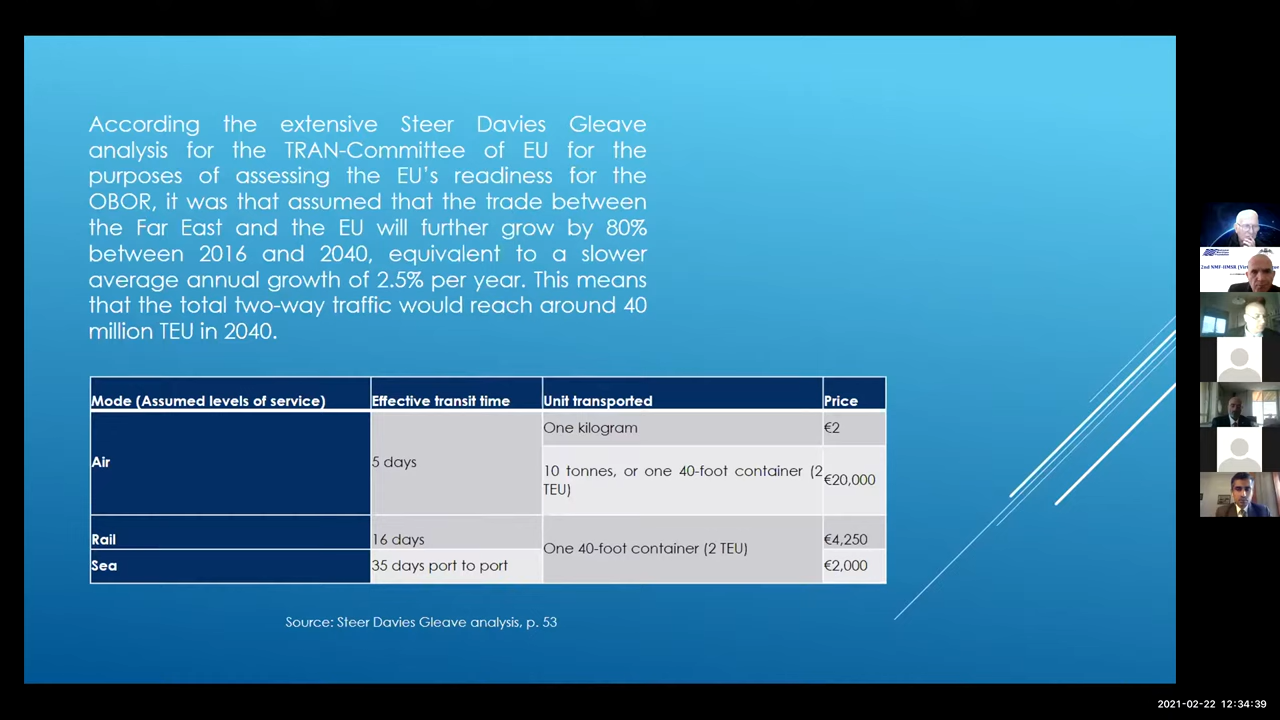 According the extensive Steer Davies Gleave
analysis for the TRAN-Committee of EU for the
purposes of assessing the EU's readiness for the
OBOR, it was that assumed that the trade between
the Far East and the EU will further grow by 80%
between 2016 and 2040, equivalent to a slower
average annual growth of 2.5% per year. This means
that the total two-way traffic would reach around 40
million TEU in 2040.
Mode (Assumed levels of service) Effective transit time Unit transported Price
Air 5 days One kilogram €2
10 tonnes, or one 40-foot container (2
TEU) €20,000
Rail 16 days One 40-foot container (2 TEU) €4,250
Sea 35 days port to port €2,000
Source: Steer Davies Gleave analysis, p. 53
2nd NMF-HMSR (Virt
2021-02-22 12:34:39